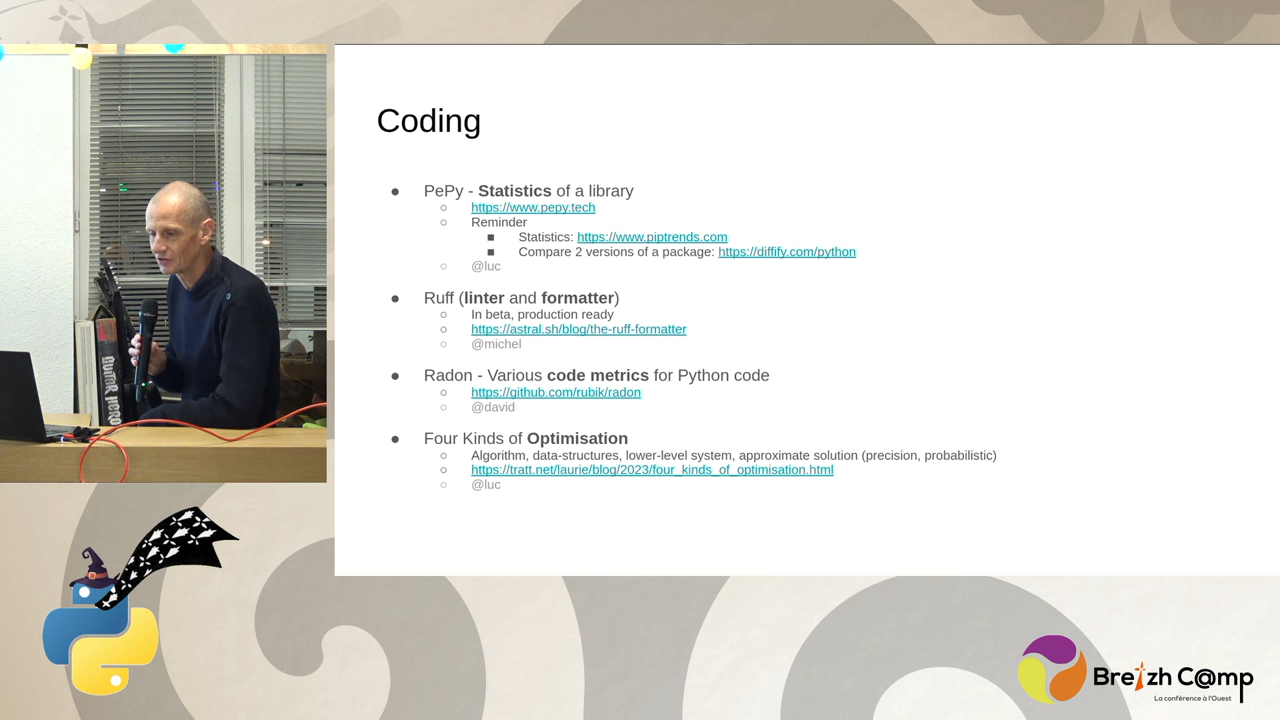 Coding
● PePy - Statistics of a library
○ https://www.pepy.tech
○ Reminder
■ Statistics: https://www.piptrends.com
■ Compare 2 versions of a package: https://diffify.com/python
○ @luc
● Ruff (linter and formatter)
○ In beta, production ready
○ https://astral.sh/blog/the-ruff-formatter
○ @michel
● Radon - Various code metrics for Python code
○ https://github.com/rubik/radon
○ @david
● Four Kinds of Optimisation
○ Algorithm, data-structures, lower-level system, approximate solution (precision, probabilistic)
○ https://tratt.net/laurie/blog/2023/four_kinds_of_optimisation.html
○ @luc
GUITAR HERO
Breizh C@mp
La conférence à l'Ouest